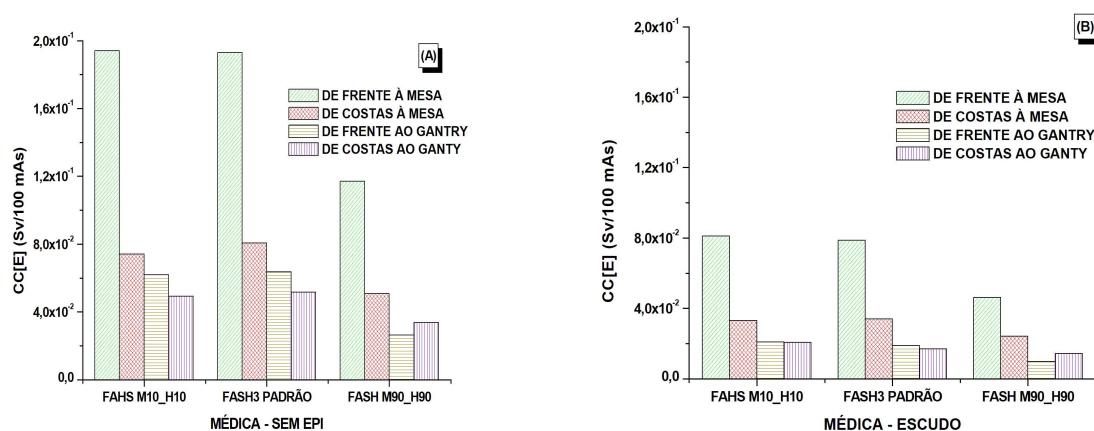 (A)
2,0x10⁻¹
1,6x10⁻¹
1,2x10⁻¹
8,0x10⁻²
4,0x10⁻²
0,0
CC[E] (Sv/100 mAs)
DE FRENTE À MESA
DE COSTAS À MESA
DE FRENTE AO GANTRY
DE COSTAS AO GANTY
FAHS M10_H10
FASH3 PADRÃO
FASH M90_H90
MÉDICA - SEM EPI
(B)
2,0x10⁻¹
1,6x10⁻¹
1,2x10⁻¹
8,0x10⁻²
4,0x10⁻²
0,0
CC[E] (Sv/100 mAs)
DE FRENTE À MESA
DE COSTAS À MESA
DE FRENTE AO GANTRY
DE COSTAS AO GANTY
FAHS M10_H10
FASH3 PADRÃO
FASH M90_H90
MÉDICA - ESCUDO